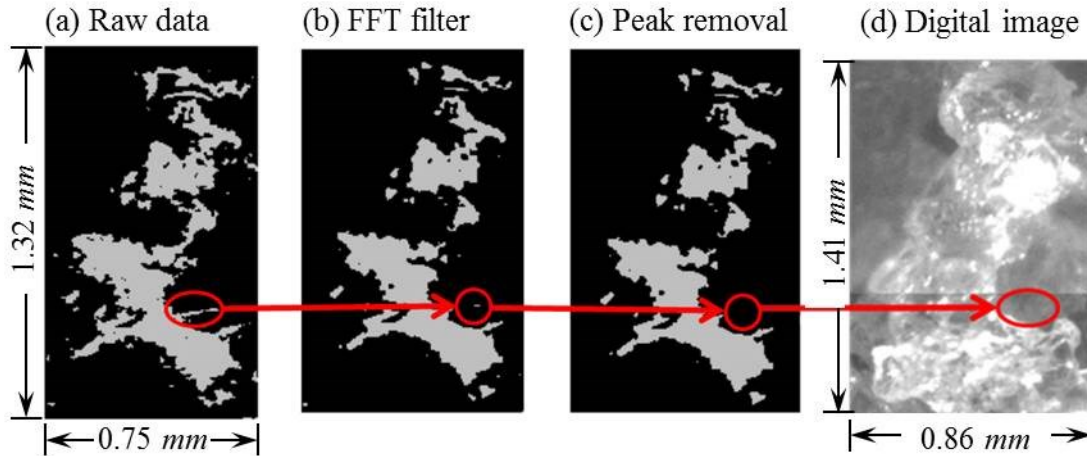 (a) Raw data
(b) FFT filter
(c) Peak removal
(d) Digital image
1.32 mm
1.41 mm
0.75 mm
0.86 mm